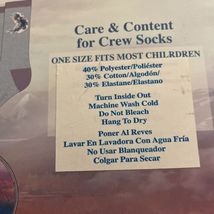 Care & Content
for Crew Socks
ONE SIZE FITS MOST CHILRDREN
40% Polyester/Poliéster
30% Cotton/Algodón/
30% Elastane/Elastano
Turn Inside Out
Machine Wash Cold
Do Not Bleach
Hang To Dry
Poner Al Reves
Lavar En Lavadora Con Agua Fría
No Usar Blanqueador
Colgar Para Secar